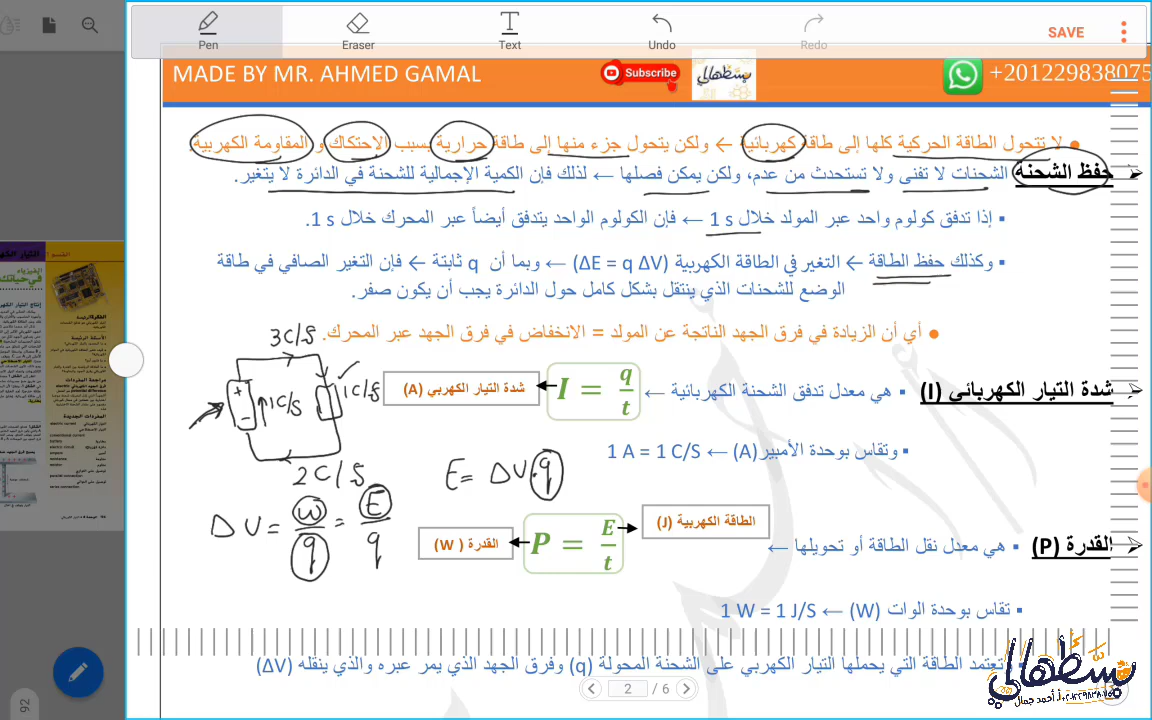 Pen
Eraser
Text
Undo
Redo
SAVE
MADE BY MR. AHMED GAMAL
Subscribe
بسطهالي
+201229838075
● لا تتحول الطاقة الحركية كلها إلى طاقة كهربائية ← ولكن يتحول جزء منها إلى طاقة حرارية بسبب الاحتكاك و المقاومة الكهربية.
حفظ الشحنة الشحنات لا تفنى ولا تستحدث من عدم، ولكن يمكن فصلها ← لذلك فإن الكمية الإجمالية للشحنة في الدائرة لا يتغير.
▪ إذا تدفق كولوم واحد عبر المولد خلال 1 s ← فإن الكولوم الواحد يتدفق أيضاً عبر المحرك خلال 1 s.
▪ وكذلك حفظ الطاقة ← التغير في الطاقة الكهربية (ΔE = q ΔV) ← وبما أن q ثابتة ← فإن التغير الصافي في طاقة
الوضع للشحنات الذي ينتقل بشكل كامل حول الدائرة يجب أن يكون صفر.
● أي أن الزيادة في فرق الجهد الناتجة عن المولد = الانخفاض في فرق الجهد عبر المحرك.
3C/S
1C/S
1C/S
2C/S
شدة التيار الكهربائي (I) ▪ هي معدل تدفق الشحنة الكهربائية ←
I = q/t
شدة التيار الكهربي (A)
▪ وتقاس بوحدة الأمبير(A) ← 1 A = 1 C/S
E = ΔV q
ΔV = W/q = E/q
القدرة (P) ▪ هي معدل نقل الطاقة أو تحويلها ←
الطاقة الكهربية (J)
P = E/t
القدرة (W)
▪ تقاس بوحدة الوات (W) ← 1 W = 1 J/S
وتعتمد الطاقة التي يحملها التيار الكهربي على الشحنة المحولة (q) وفرق الجهد الذي يمر عبره والذي ينقله (ΔV)
2 / 6
92
بسطهالي
أ. أحمد جمال